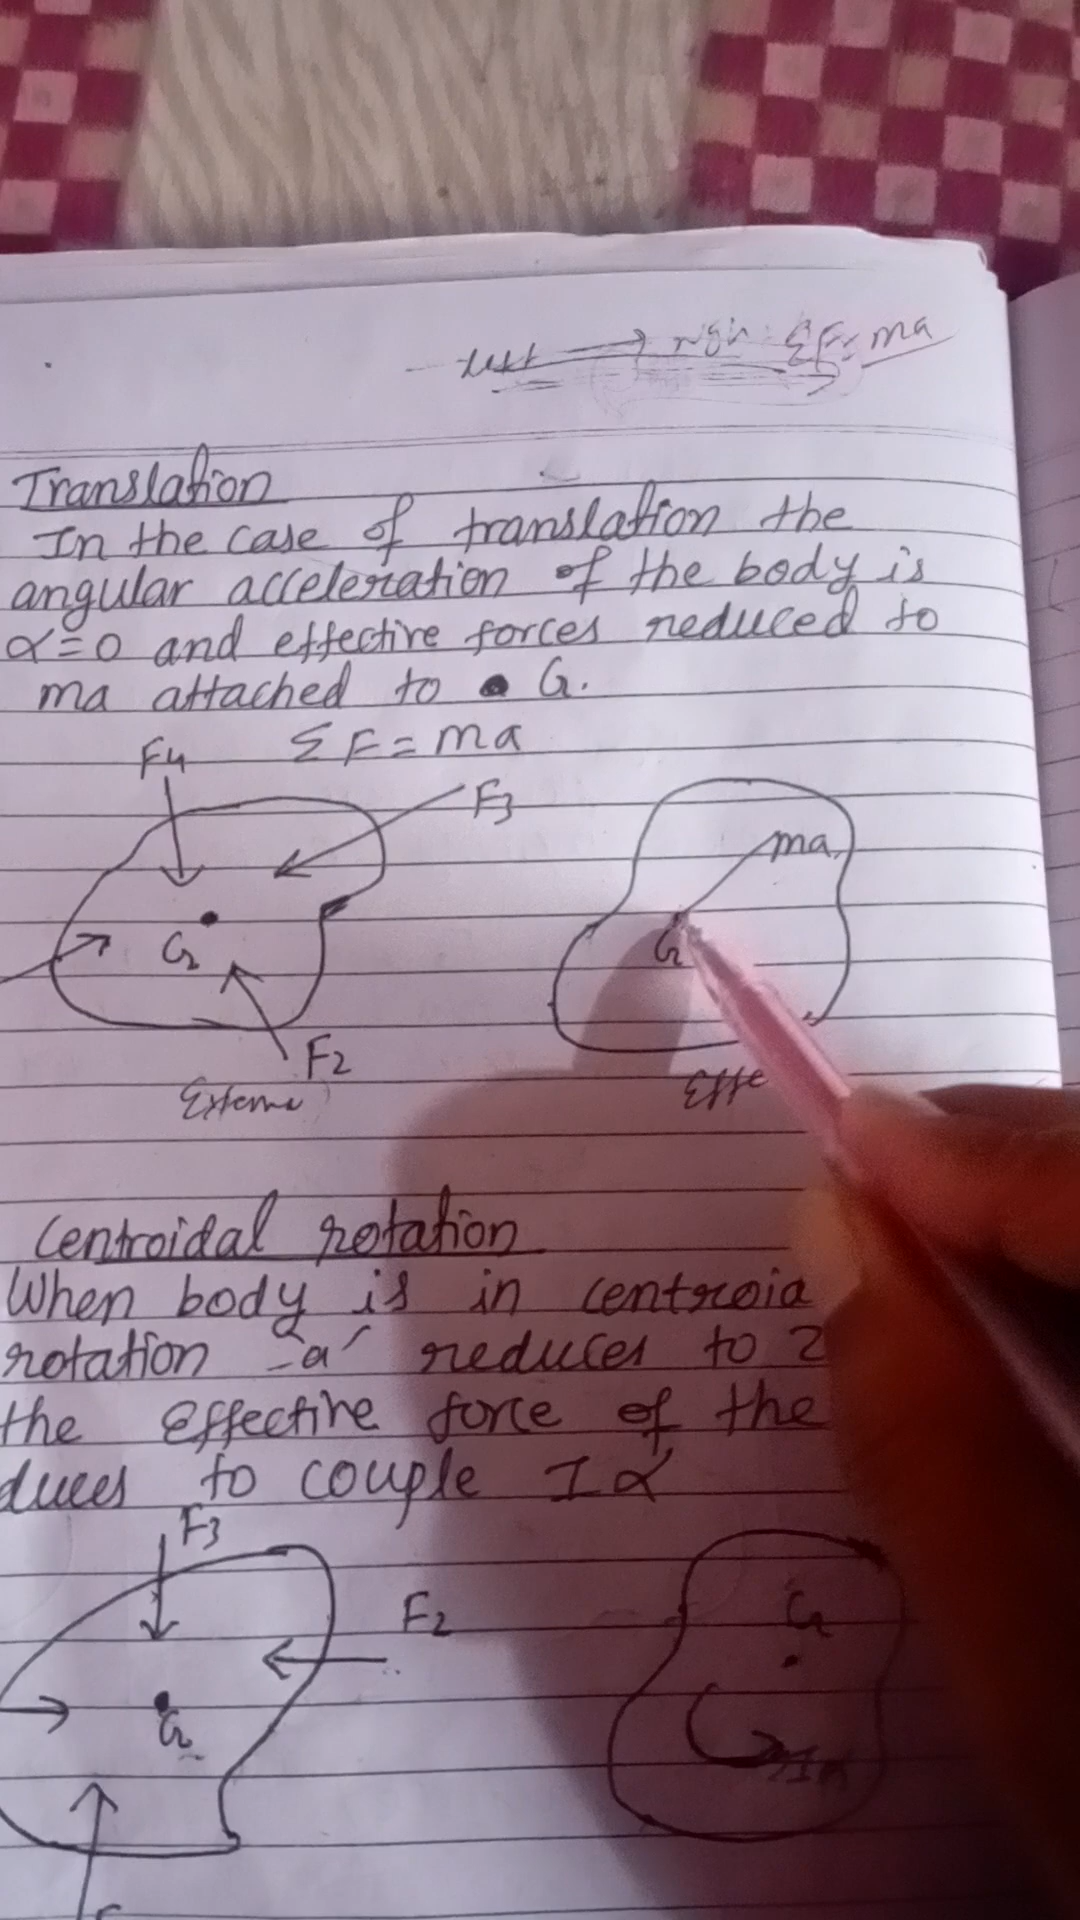 ΣF=ma
Translation
In the case of translation the
angular acceleration of the body is
α=0 and effective forces reduced to
ma attached to G.
ΣF=ma
F4
F3
ma
G
G
F2
Effe
Centroidal rotation
When body is in centroia
rotation -a' reduces to Z
the effective force of the
duces to couple Iα
F3
G
F2
G